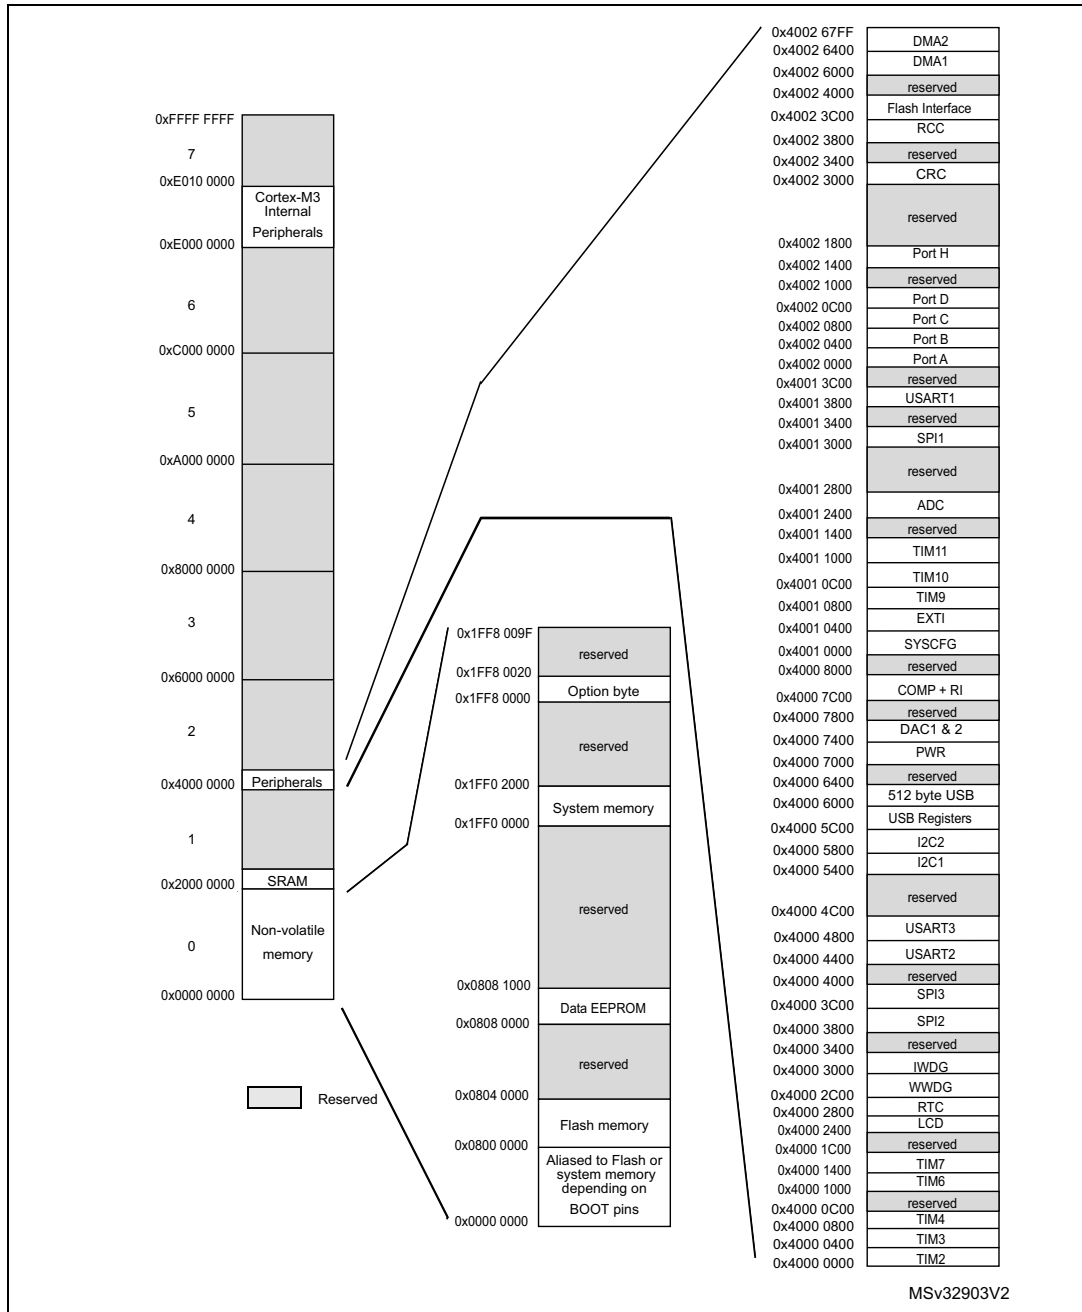 0xFFFF FFFF
7
0xE010 0000
Cortex-M3
Internal
Peripherals
0xE000 0000
6
0xC000 0000
5
0xA000 0000
4
0x8000 0000
3
0x6000 0000
2
0x4000 0000
Peripherals
1
0x2000 0000
SRAM
Non-volatile
0
memory
0x0000 0000
Reserved
0x1FF8 009F
reserved
0x1FF8 0020
Option byte
0x1FF8 0000
reserved
0x1FF0 2000
System memory
0x1FF0 0000
reserved
0x0808 1000
Data EEPROM
0x0808 0000
reserved
0x0804 0000
Flash memory
0x0800 0000
Aliased to Flash or
system memory
depending on
BOOT pins
0x0000 0000
0x4002 67FF
DMA2
0x4002 6400
DMA1
0x4002 6000
reserved
0x4002 4000
Flash Interface
0x4002 3C00
RCC
0x4002 3800
reserved
0x4002 3400
CRC
0x4002 3000
reserved
0x4002 1800
Port H
0x4002 1400
reserved
0x4002 1000
Port D
0x4002 0C00
Port C
0x4002 0800
Port B
0x4002 0400
Port A
0x4002 0000
reserved
0x4001 3C00
USART1
0x4001 3800
reserved
0x4001 3400
SPI1
0x4001 3000
reserved
0x4001 2800
ADC
0x4001 2400
reserved
0x4001 1400
TIM11
0x4001 1000
TIM10
0x4001 0C00
TIM9
0x4001 0800
EXTI
0x4001 0400
SYSCFG
0x4001 0000
reserved
0x4000 8000
COMP + RI
0x4000 7C00
reserved
0x4000 7800
DAC1 & 2
0x4000 7400
PWR
0x4000 7000
reserved
0x4000 6400
512 byte USB
0x4000 6000
USB Registers
0x4000 5C00
I2C2
0x4000 5800
I2C1
0x4000 5400
reserved
0x4000 4C00
USART3
0x4000 4800
USART2
0x4000 4400
reserved
0x4000 4000
SPI3
0x4000 3C00
SPI2
0x4000 3800
reserved
0x4000 3400
IWDG
0x4000 3000
WWDG
0x4000 2C00
RTC
0x4000 2800
LCD
0x4000 2400
reserved
0x4000 1C00
TIM7
0x4000 1400
TIM6
0x4000 1000
reserved
0x4000 0C00
TIM4
0x4000 0800
TIM3
0x4000 0400
TIM2
0x4000 0000
MSv32903V2